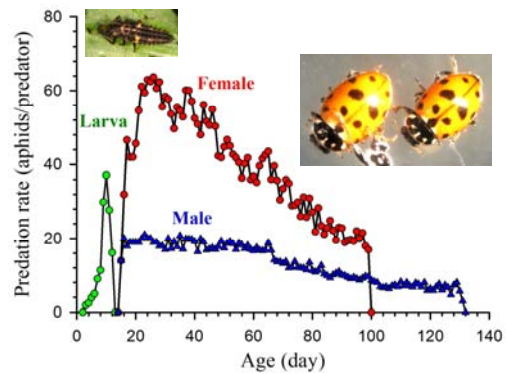 80
60
40
20
0
Predation rate (aphids/predator)
Larva
Female
Male
0 20 40 60 80 100 120 140
Age (day)